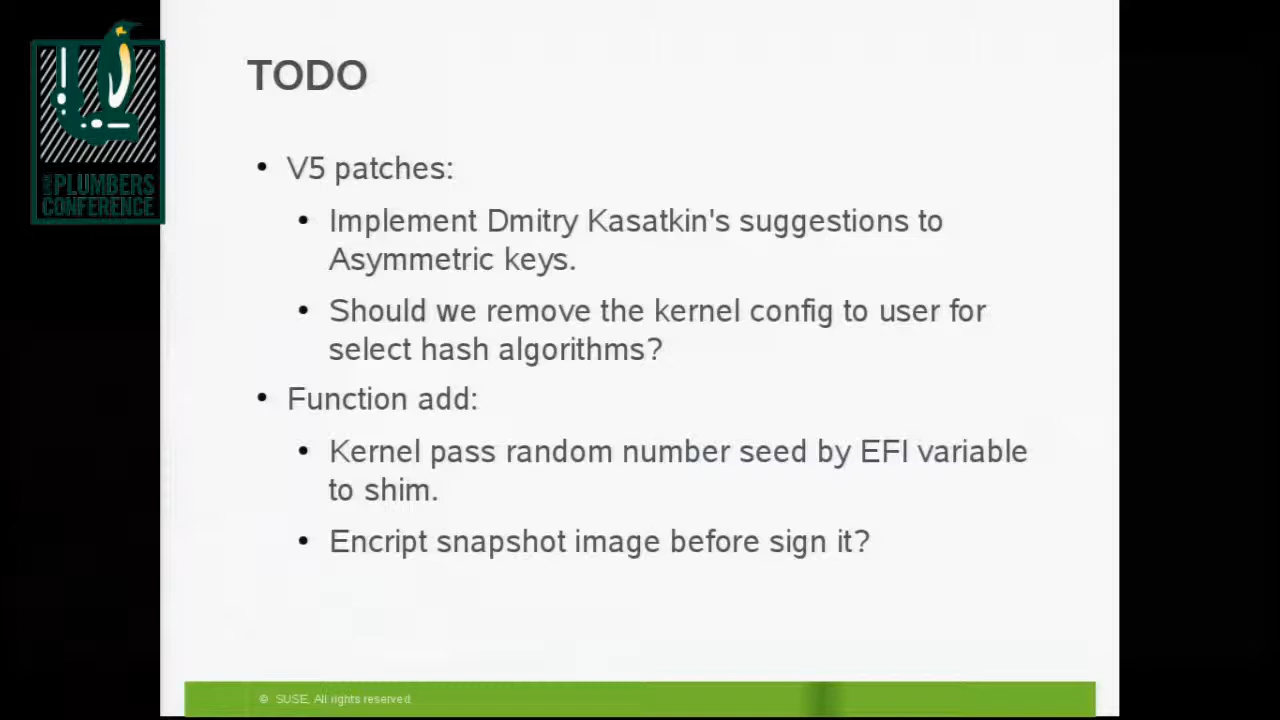 TODO
LINUX
PLUMBERS
CONFERENCE
• V5 patches:
• Implement Dmitry Kasatkin's suggestions to
Asymmetric keys.
• Should we remove the kernel config to user for
select hash algorithms?
• Function add:
• Kernel pass random number seed by EFI variable
to shim.
• Encript snapshot image before sign it?
© SUSE, All rights reserved.